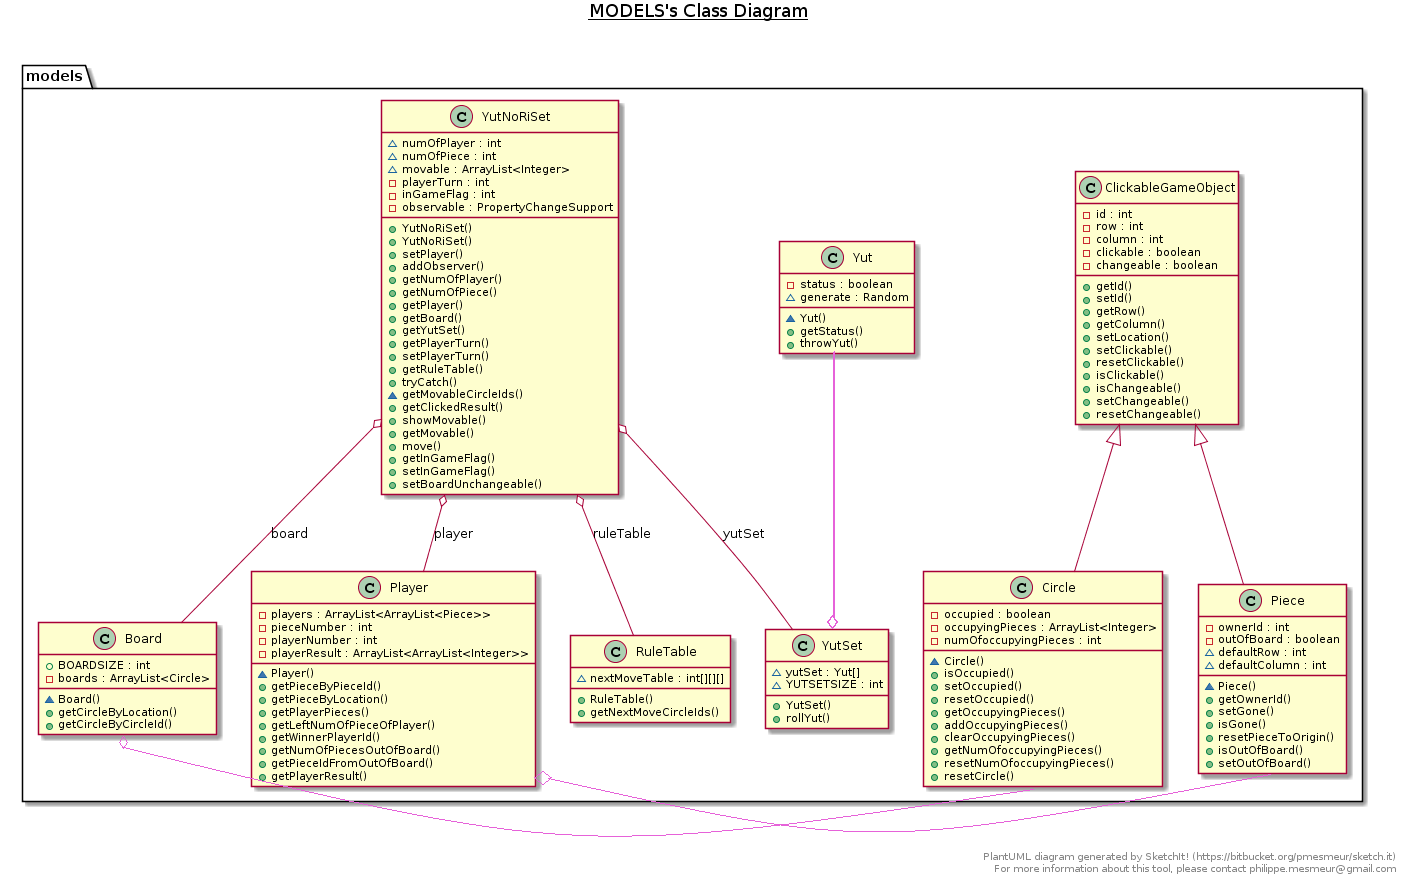 MODELS's Class Diagram
models
C YutNoRiSet
numOfPlayer : int
numOfPiece : int
movable : ArrayList<Integer>
playerTurn : int
inGameFlag : int
observable : PropertyChangeSupport
YutNoRiSet()
YutNoRiSet()
setPlayer()
addObserver()
getNumOfPlayer()
getNumOfPiece()
getPlayer()
getBoard()
getYutSet()
getPlayerTurn()
setPlayerTurn()
getRuleTable()
tryCatch()
getMovableCircleIds()
getClickedResult()
showMovable()
getMovable()
move()
getInGameFlag()
setInGameFlag()
setBoardUnchangeable()
C Yut
status : boolean
generate : Random
Yut()
getStatus()
throwYut()
C ClickableGameObject
id : int
row : int
column : int
clickable : boolean
changeable : boolean
getId()
setId()
getRow()
getColumn()
setLocation()
setClickable()
resetClickable()
isClickable()
isChangeable()
setChangeable()
resetChangeable()
board
player
ruleTable
yutSet
C Board
BOARDSIZE : int
boards : ArrayList<Circle>
Board()
getCircleByLocation()
getCircleByCircleId()
C Player
players : ArrayList<ArrayList<Piece>>
pieceNumber : int
playerNumber : int
playerResult : ArrayList<ArrayList<Integer>>
Player()
getPieceByPieceId()
getPieceByLocation()
getPlayerPieces()
getLeftNumOfPieceOfPlayer()
getWinnerPlayerId()
getNumOfPiecesOutOfBoard()
getPieceIdFromOutOfBoard()
getPlayerResult()
C RuleTable
nextMoveTable : int[][][]
RuleTable()
getNextMoveCircleIds()
C YutSet
yutSet : Yut[]
YUTSETSIZE : int
YutSet()
rollYut()
C Circle
occupied : boolean
occupyingPieces : ArrayList<Integer>
numOfoccupyingPieces : int
Circle()
isOccupied()
setOccupied()
resetOccupied()
getOccupyingPieces()
addOccupyingPieces()
clearOccupyingPieces()
getNumOfoccupyingPieces()
resetNumOfoccupyingPieces()
resetCircle()
C Piece
ownerId : int
outOfBoard : boolean
defaultRow : int
defaultColumn : int
Piece()
getOwnerId()
setGone()
isGone()
resetPieceToOrigin()
isOutOfBoard()
setOutOfBoard()
PlantUML diagram generated by SketchIt! (https://bitbucket.org/pmesmeur/sketch.it)
For more information about this tool, please contact philippe.mesmeur@gmail.com